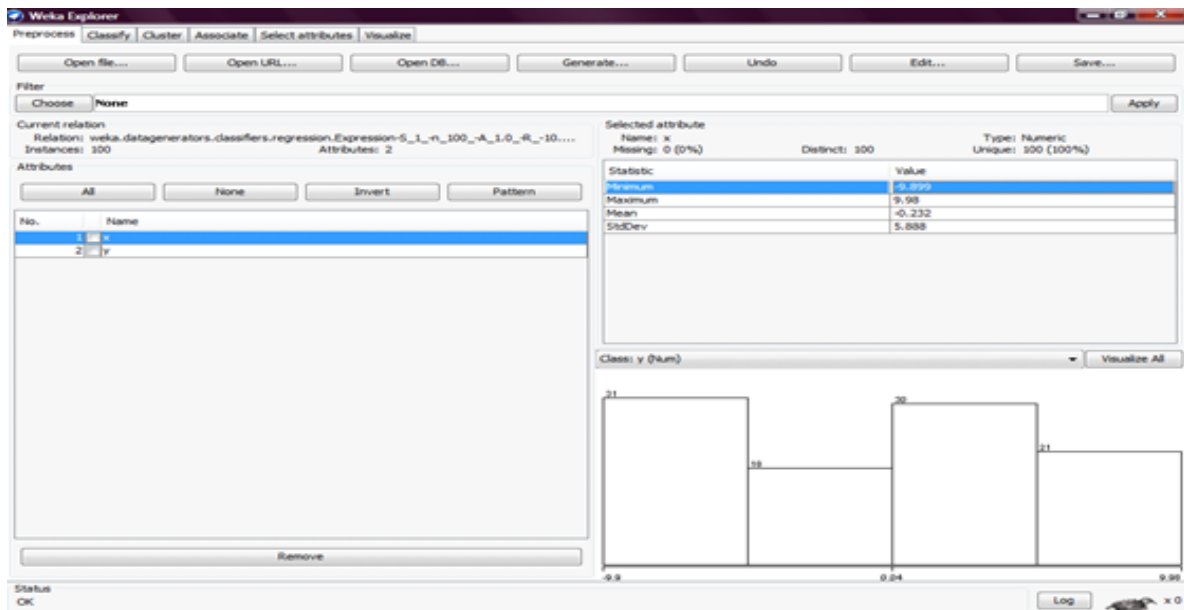 Weka Explorer
Preprocess Classify Cluster Associate Select attributes Visualize
Open file... Open URL... Open DB... Generate... Undo Edit... Save...
Filter
Choose None Apply
Current relation
Relation: weka.datagenerators.classifiers.regression.Expression-S_1_-n_100_-A_1.0_-R_-10....
Instances: 100 Attributes: 2
Attributes
All None Invert Pattern
No. Name
1 x
2 y
Remove
Selected attribute
Name: x Type: Numeric
Missing: 0 (0%) Distinct: 100 Unique: 100 (100%)
Statistic Value
Minimum -9.899
Maximum 9.98
Mean -0.232
StdDev 5.888
Class: y (Num) Visualize All
31 30
21
18
-9.9 0.04 9.98
Status
OK Log x 0